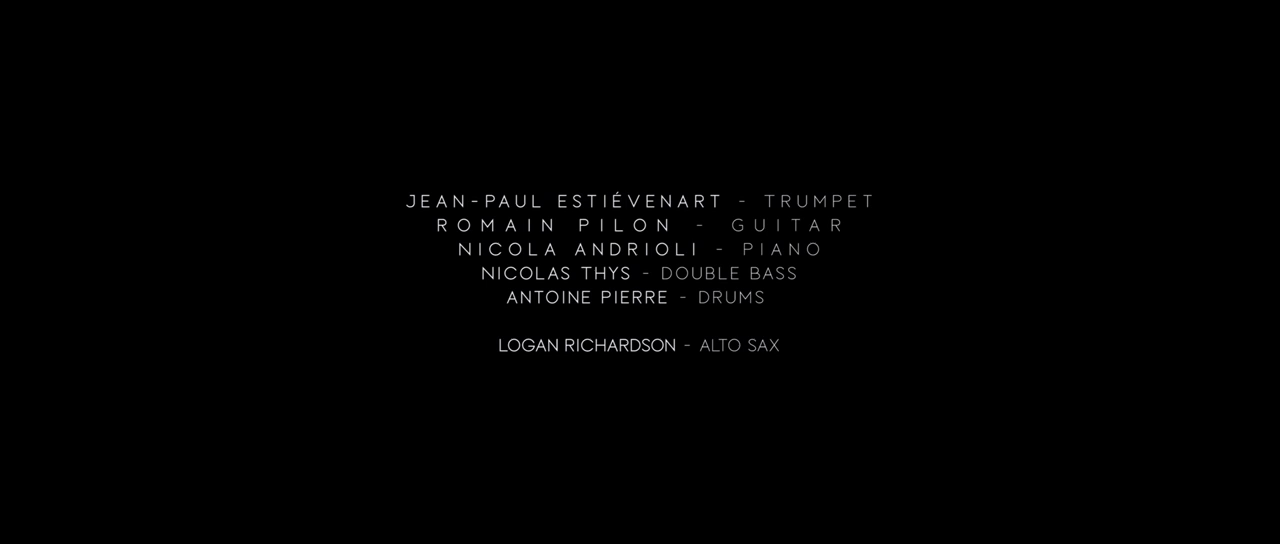 JEAN-PAUL ESTIÉVENART - TRUMPET
ROMAIN PILON - GUITAR
NICOLA ANDRIOLI - PIANO
NICOLAS THYS - DOUBLE BASS
ANTOINE PIERRE - DRUMS
LOGAN RICHARDSON - ALTO SAX